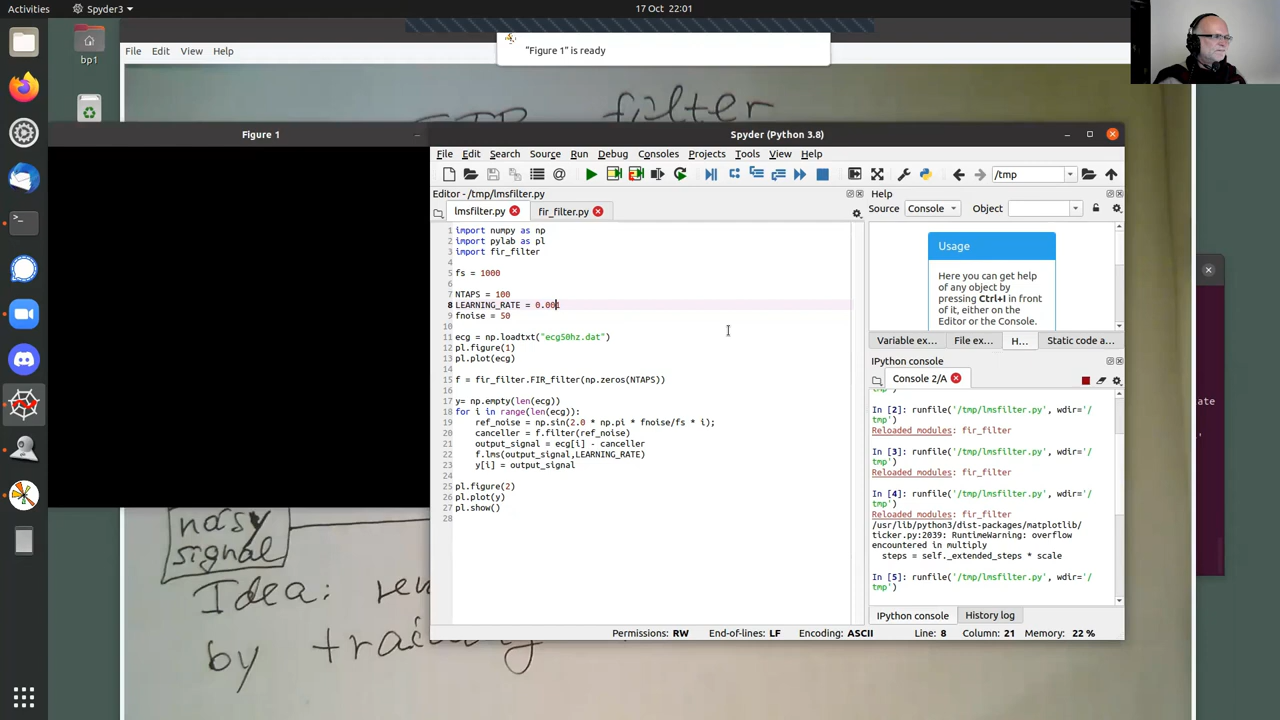 Activities
Spyder3
17 Oct 22:01
bp1
File Edit View Help
"Figure 1" is ready
FIR filter
Figure 1
Spyder (Python 3.8)
File Edit Search Source Run Debug Consoles Projects Tools View Help
/tmp
Editor - /tmp/lmsfilter.py
lmsfilter.py
fir_filter.py
1 import numpy as np
2 import pylab as pl
3 import fir_filter
4
5 fs = 1000
6
7 NTAPS = 100
8 LEARNING_RATE = 0.001
9 fnoise = 50
10
11 ecg = np.loadtxt("ecg50hz.dat")
12 pl.figure(1)
13 pl.plot(ecg)
14
15 f = fir_filter.FIR_filter(np.zeros(NTAPS))
16
17 y= np.empty(len(ecg))
18 for i in range(len(ecg)):
19 ref_noise = np.sin(2.0 * np.pi * fnoise/fs * i);
20 canceller = f.filter(ref_noise)
21 output_signal = ecg[i] - canceller
22 f.lms(output_signal,LEARNING_RATE)
23 y[i] = output_signal
24
25 pl.figure(2)
26 pl.plot(y)
27 pl.show()
28
Help
Source Console Object
Usage
Here you can get help
of any object by
pressing Ctrl+I in front
of it, either on the
Editor or the Console.
Variable ex... File ex... H... Static code a...
IPython console
Console 2/A
tmp')
In [2]: runfile('/tmp/lmsfilter.py', wdir='/
tmp')
Reloaded modules: fir_filter
In [3]: runfile('/tmp/lmsfilter.py', wdir='/
tmp')
Reloaded modules: fir_filter
In [4]: runfile('/tmp/lmsfilter.py', wdir='/
tmp')
Reloaded modules: fir_filter
/usr/lib/python3/dist-packages/matplotlib/
ticker.py:2039: RuntimeWarning: overflow
encountered in multiply
steps = self._extended_steps * scale
In [5]: runfile('/tmp/lmsfilter.py', wdir='/
tmp')
IPython console History log
Permissions: RW End-of-lines: LF Encoding: ASCII Line: 8 Column: 21 Memory: 22 %
ate
noisy
signal
Idea: rev
by